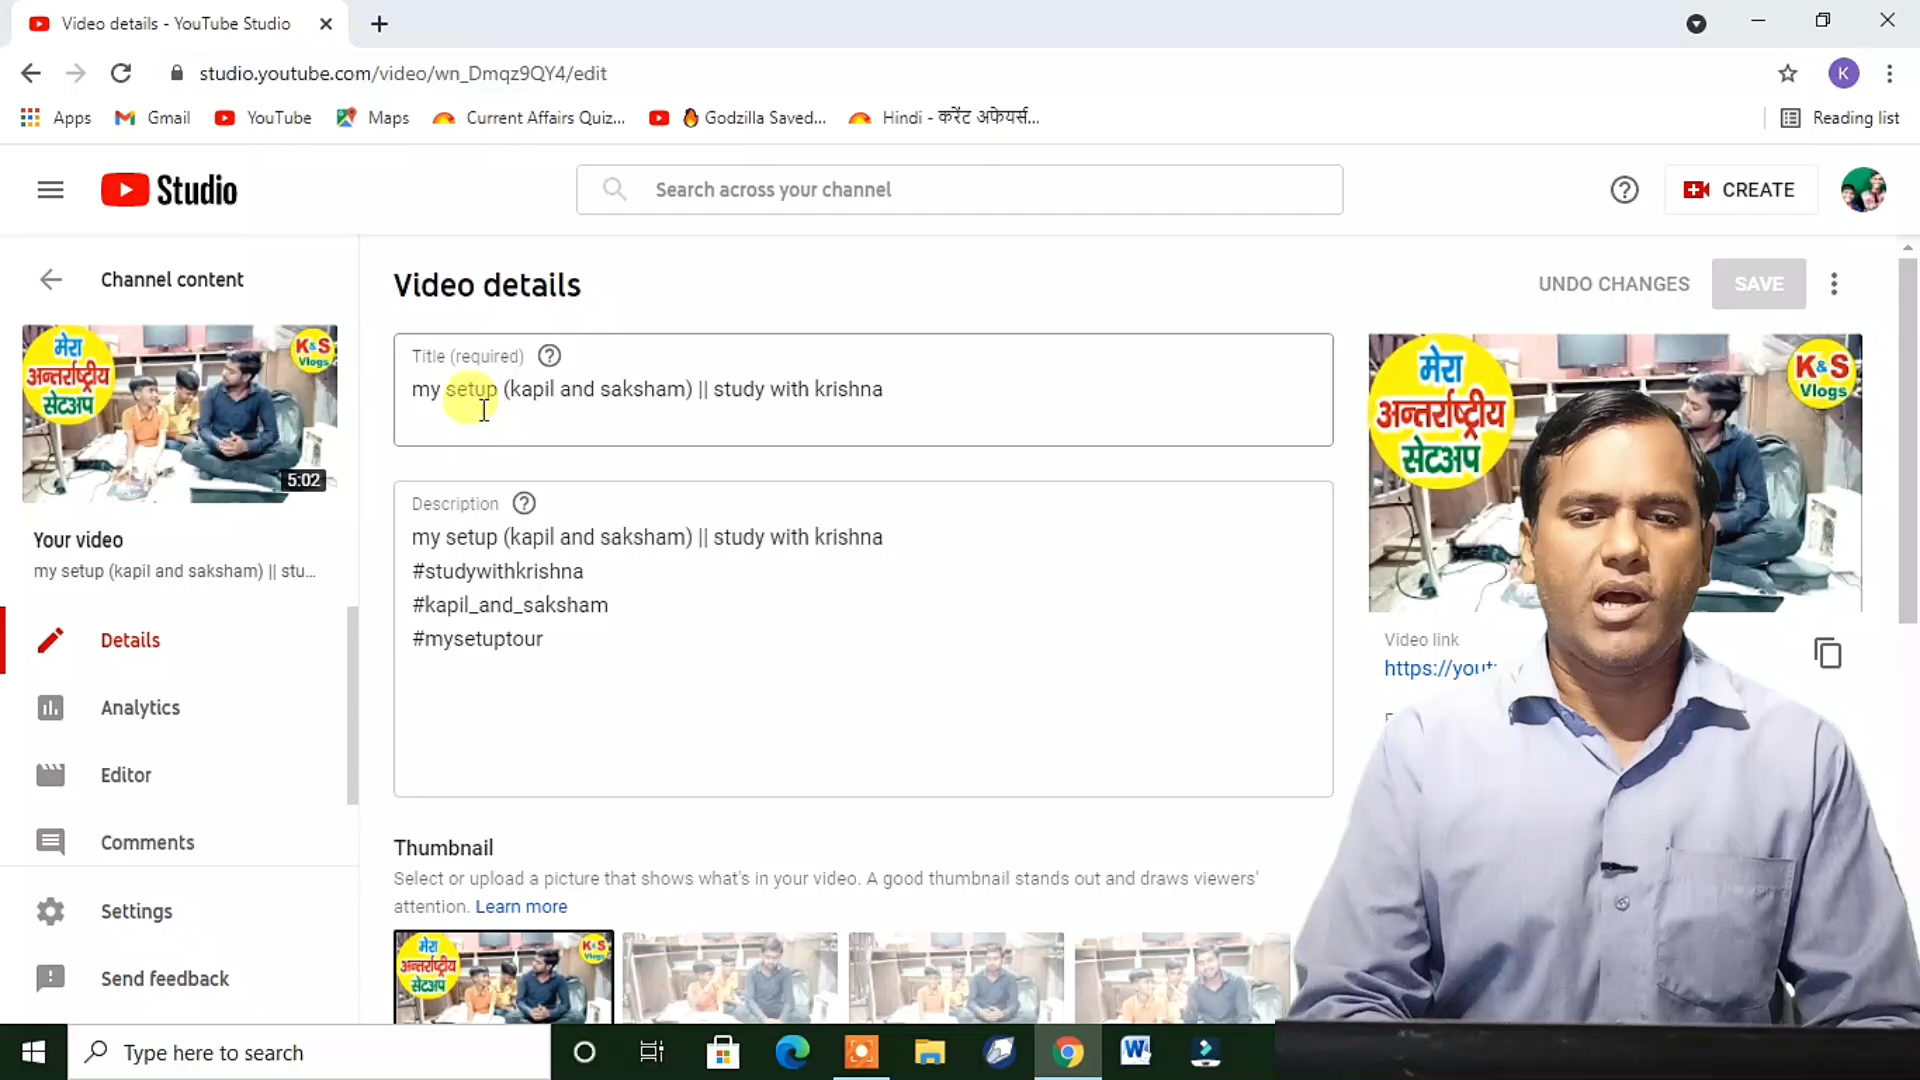 Video details - YouTube Studio
studio.youtube.com/video/wn_Dmqz9QY4/edit
K
Apps
Gmail
YouTube
Maps
Current Affairs Quiz...
Godzilla Saved...
Hindi - करेंट अफेयर्स...
Reading list
Studio
Search across your channel
CREATE
Channel content
Video details
UNDO CHANGES
SAVE
मेरा
अन्तर्राष्ट्रीय
सेटअप
K&S
Vlogs
5:02
Title (required)
my setup (kapil and saksham) || study with krishna
मेरा
अन्तर्राष्ट्रीय
सेटअप
K&S
Vlogs
Your video
my setup (kapil and saksham) || stu...
Description
my setup (kapil and saksham) || study with krishna
#studywithkrishna
#kapil_and_saksham
#mysetuptour
Video link
https://yout
Details
Analytics
Editor
Comments
Settings
Send feedback
Thumbnail
Select or upload a picture that shows what's in your video. A good thumbnail stands out and draws viewers'
attention. Learn more
मेरा
अन्तर्राष्ट्रीय
सेटअप
K&S
Vlogs
Type here to search